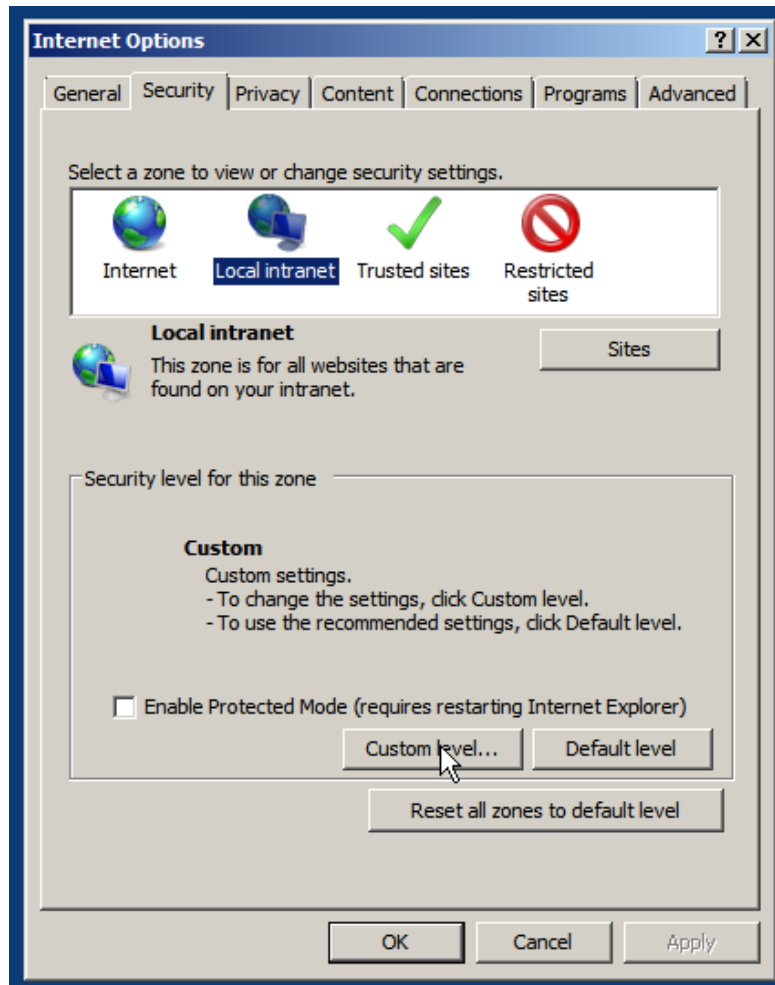 Internet Options
General Security Privacy Content Connections Programs Advanced
Select a zone to view or change security settings.
Internet Local intranet Trusted sites Restricted
sites
Local intranet
Sites
This zone is for all websites that are
found on your intranet.
Security level for this zone
Custom
Custom settings.
- To change the settings, click Custom level.
- To use the recommended settings, click Default level.
Enable Protected Mode (requires restarting Internet Explorer)
Custom level... Default level
Reset all zones to default level
OK Cancel Apply